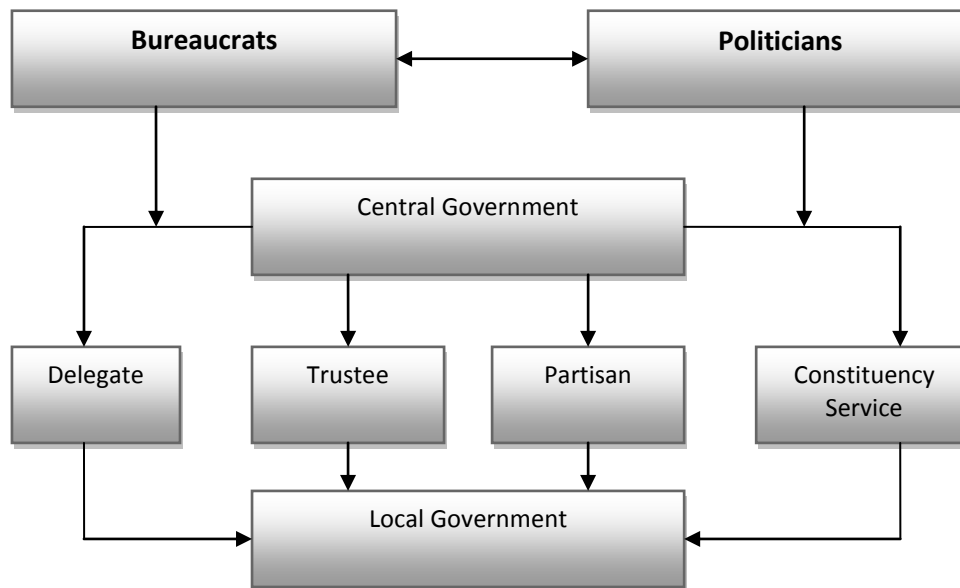 Bureaucrats
Politicians
Central Government
Delegate
Trustee
Partisan
Constituency
Service
Local Government